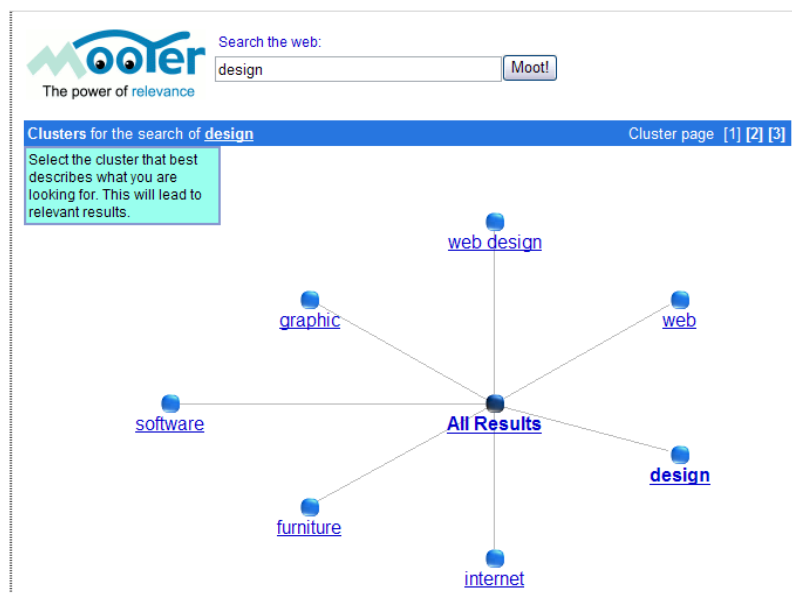 mooter
The power of relevance
Search the web:
design
Moot!
Clusters for the search of design
Cluster page [1] [2] [3]
Select the cluster that best
describes what you are
looking for. This will lead to
relevant results.
web design
graphic
web
software
All Results
design
furniture
internet